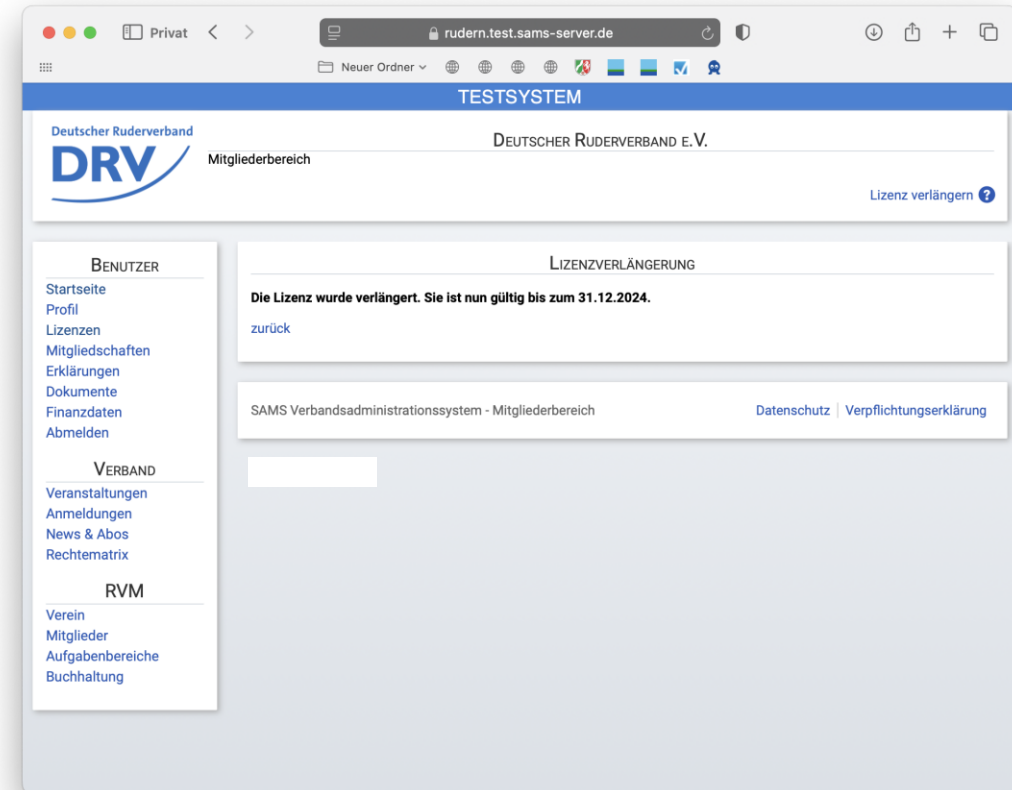 Privat
rudern.test.sams-server.de
Neuer Ordner
TESTSYSTEM
Deutscher Ruderverband
DRV
Mitgliederbereich
DEUTSCHER RUDERVERBAND E.V.
Lizenz verlängern ?
BENUTZER
Startseite
Profil
Lizenzen
Mitgliedschaften
Erklärungen
Dokumente
Finanzdaten
Abmelden
VERBAND
Veranstaltungen
Anmeldungen
News & Abos
Rechtematrix
RVM
Verein
Mitglieder
Aufgabenbereiche
Buchhaltung
LIZENZVERLÄNGERUNG
Die Lizenz wurde verlängert. Sie ist nun gültig bis zum 31.12.2024.
zurück
SAMS Verbandsadministrationssystem - Mitgliederbereich
Datenschutz | Verpflichtungserklärung